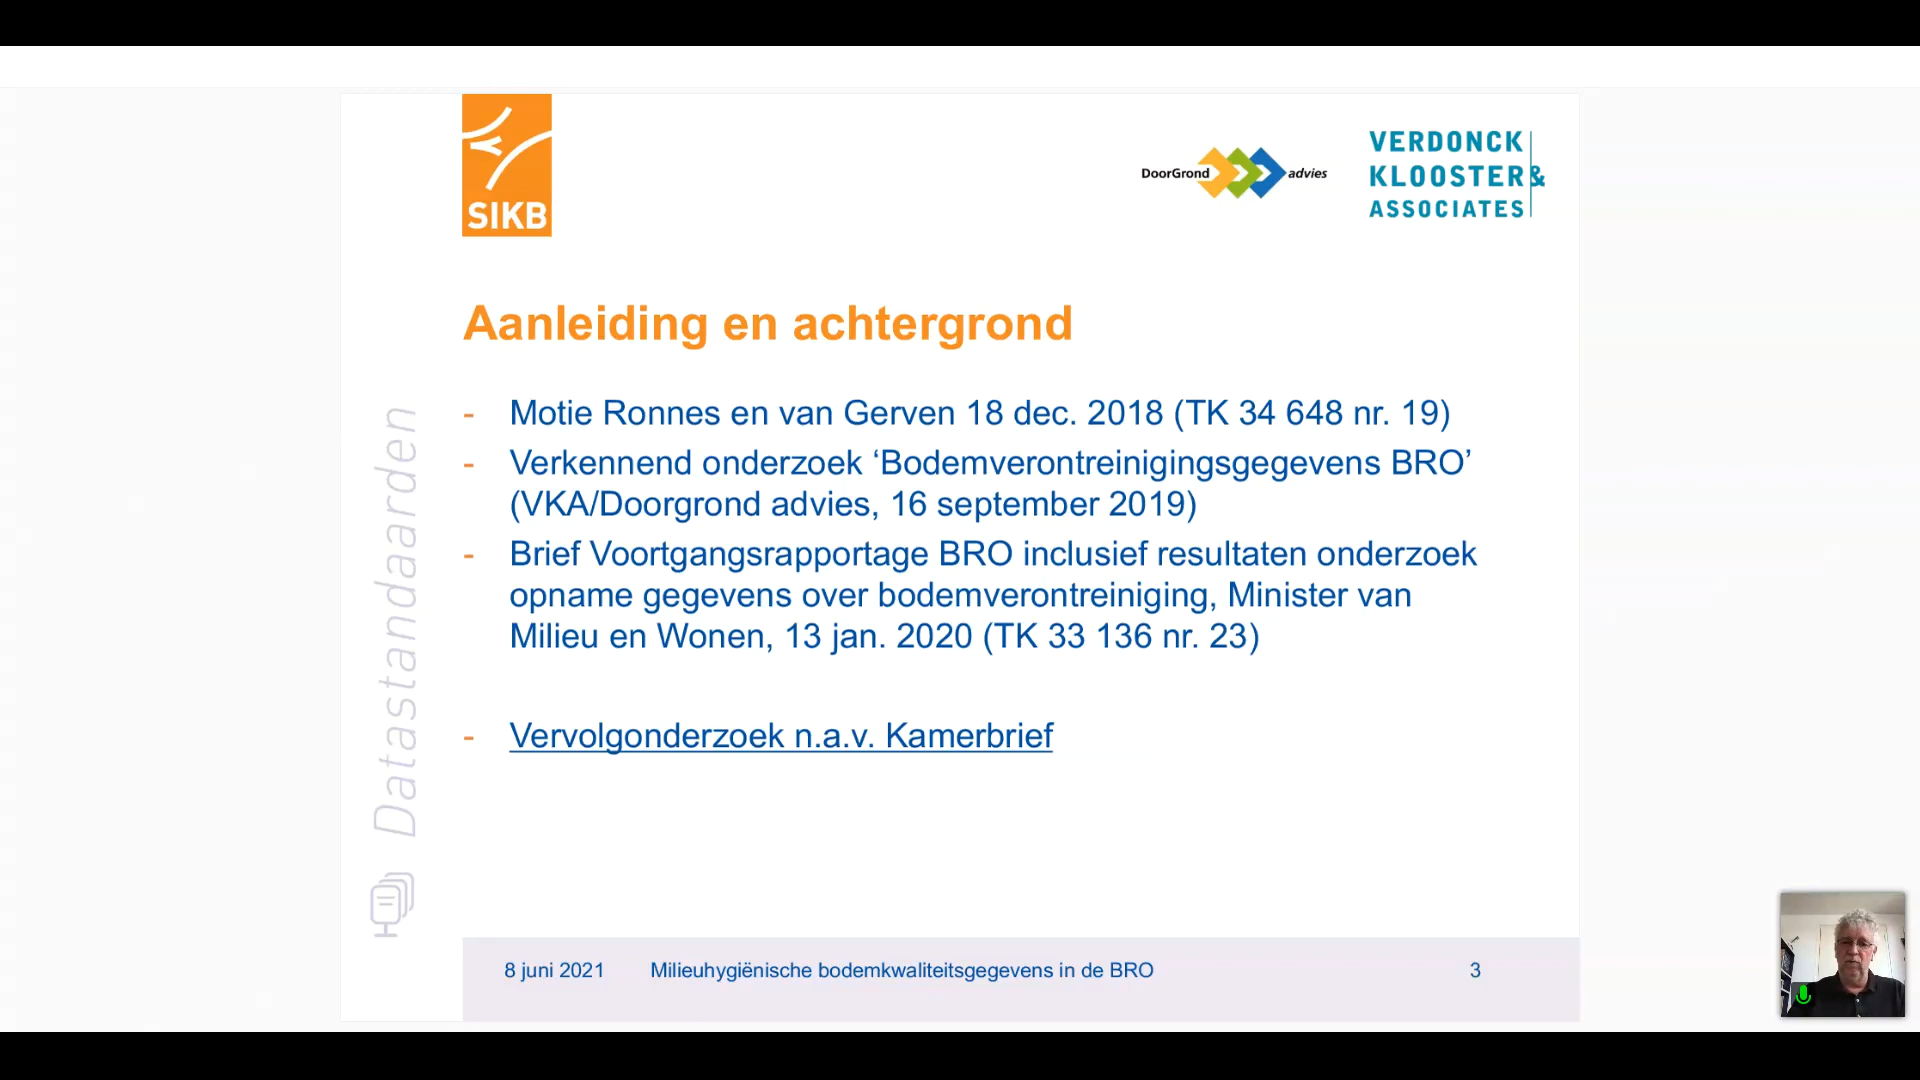 SIKB
DoorGrond advies
VERDONCK
KLOOSTER&
ASSOCIATES
Aanleiding en achtergrond
- Motie Ronnes en van Gerven 18 dec. 2018 (TK 34 648 nr. 19)
- Verkennend onderzoek ‘Bodemverontreinigingsgegevens BRO’
(VKA/Doorgrond advies, 16 september 2019)
- Brief Voortgangsrapportage BRO inclusief resultaten onderzoek
opname gegevens over bodemverontreiniging, Minister van
Milieu en Wonen, 13 jan. 2020 (TK 33 136 nr. 23)
- Vervolgonderzoek n.a.v. Kamerbrief
Datastandaarden
8 juni 2021 Milieuhygiënische bodemkwaliteitsgegevens in de BRO 3